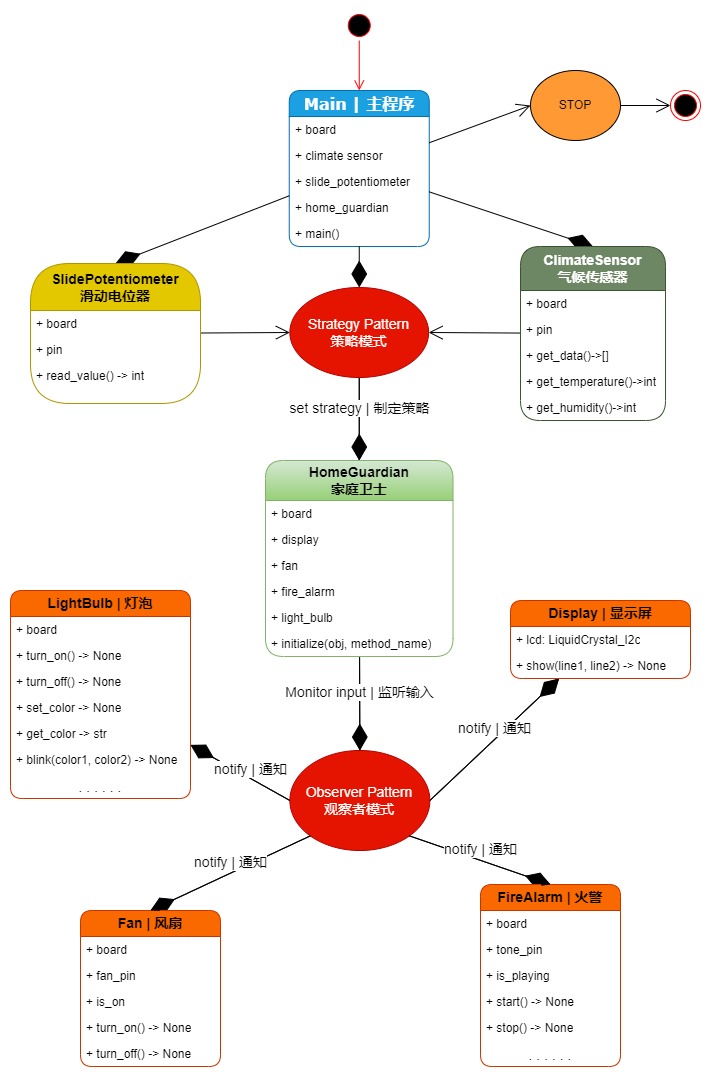 Main | 主程序
+ board
+ climate sensor
+ slide_potentiometer
+ home_guardian
+ main()
STOP
SlidePotentiometer
滑动电位器
+ board
+ pin
+ read_value() -> int
Strategy Pattern
策略模式
ClimateSensor
气候传感器
+ board
+ pin
+ get_data()->[]
+ get_temperature()->int
+ get_humidity()->int
set strategy | 制定策略
HomeGuardian
家庭卫士
+ board
+ display
+ fan
+ fire_alarm
+ light_bulb
+ initialize(obj, method_name)
LightBulb | 灯泡
+ board
+ turn_on() -> None
+ turn_off() -> None
+ set_color -> None
+ get_color -> str
+ blink(color1, color2) -> None
. . . . . .
Display | 显示屏
+ lcd: LiquidCrystal_I2c
+ show(line1, line2) -> None
Monitor input | 监听输入
notify | 通知
notify | 通知
Observer Pattern
观察者模式
notify | 通知
notify | 通知
Fan | 风扇
+ board
+ fan_pin
+ is_on
+ turn_on() -> None
+ turn_off() -> None
FireAlarm | 火警
+ board
+ tone_pin
+ is_playing
+ start() -> None
+ stop() -> None
. . . . . .